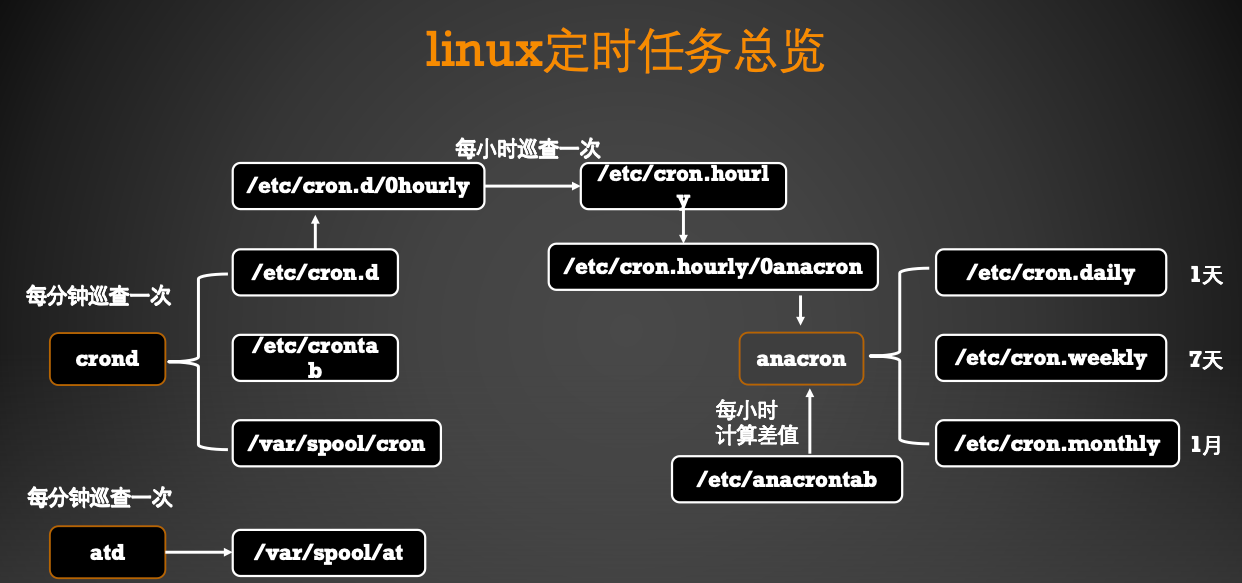 linux定时任务总览
每小时巡查一次
/etc/cron.d/0hourly
/etc/cron.hourl
y
/etc/cron.d
/etc/cron.hourly/0anacron
/etc/cron.daily
1天
每分钟巡查一次
crond
/etc/cronta
b
anacron
/etc/cron.weekly
7天
每小时
计算差值
/var/spool/cron
/etc/cron.monthly
1月
/etc/anacrontab
每分钟巡查一次
atd
/var/spool/at